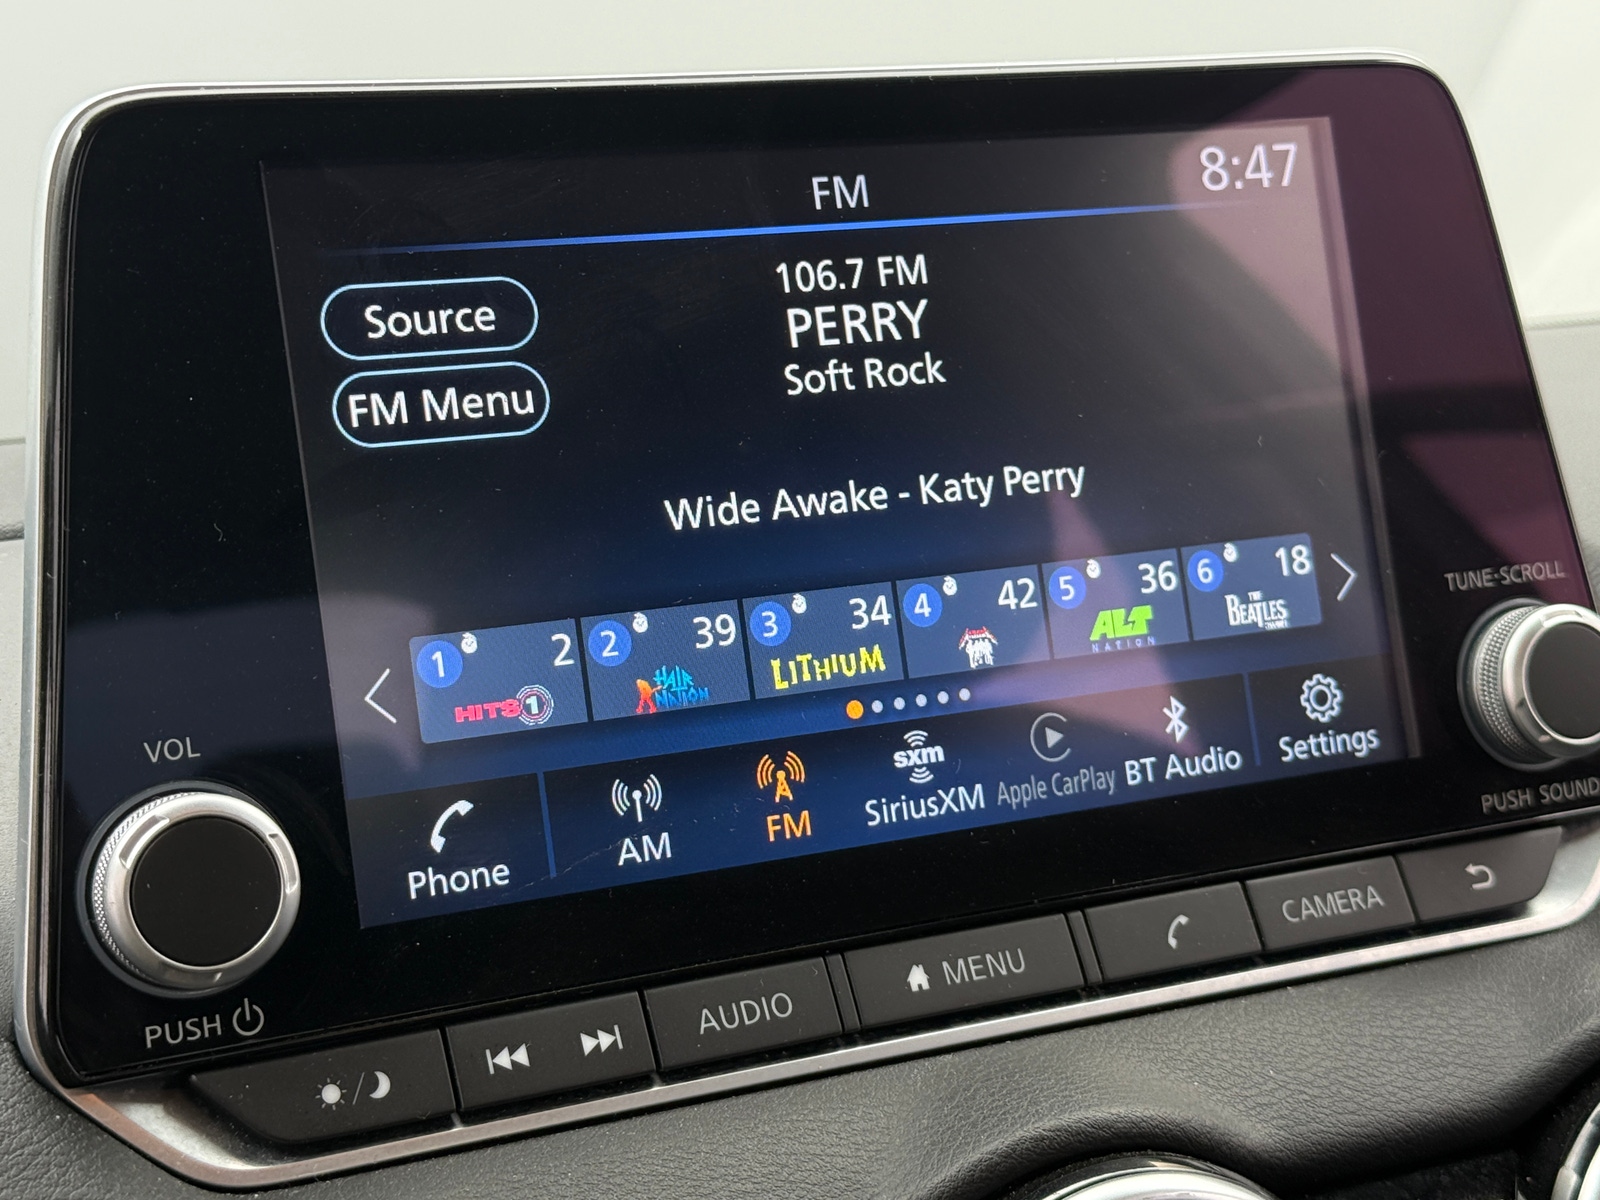 FM
8:47
106.7 FM
PERRY
Soft Rock
Source
FM Menu
Wide Awake - Katy Perry
1 2
HITS 1
2 39
HAIR NATION
3 34
LITHIUM
4 42
5 36
ALT NATION
6 18
THE BEATLES CHANNEL
Phone
AM
FM
sxm
SiriusXM
Apple CarPlay
BT Audio
Settings
VOL
PUSH
TUNE·SCROLL
PUSH SOUND
AUDIO
MENU
CAMERA